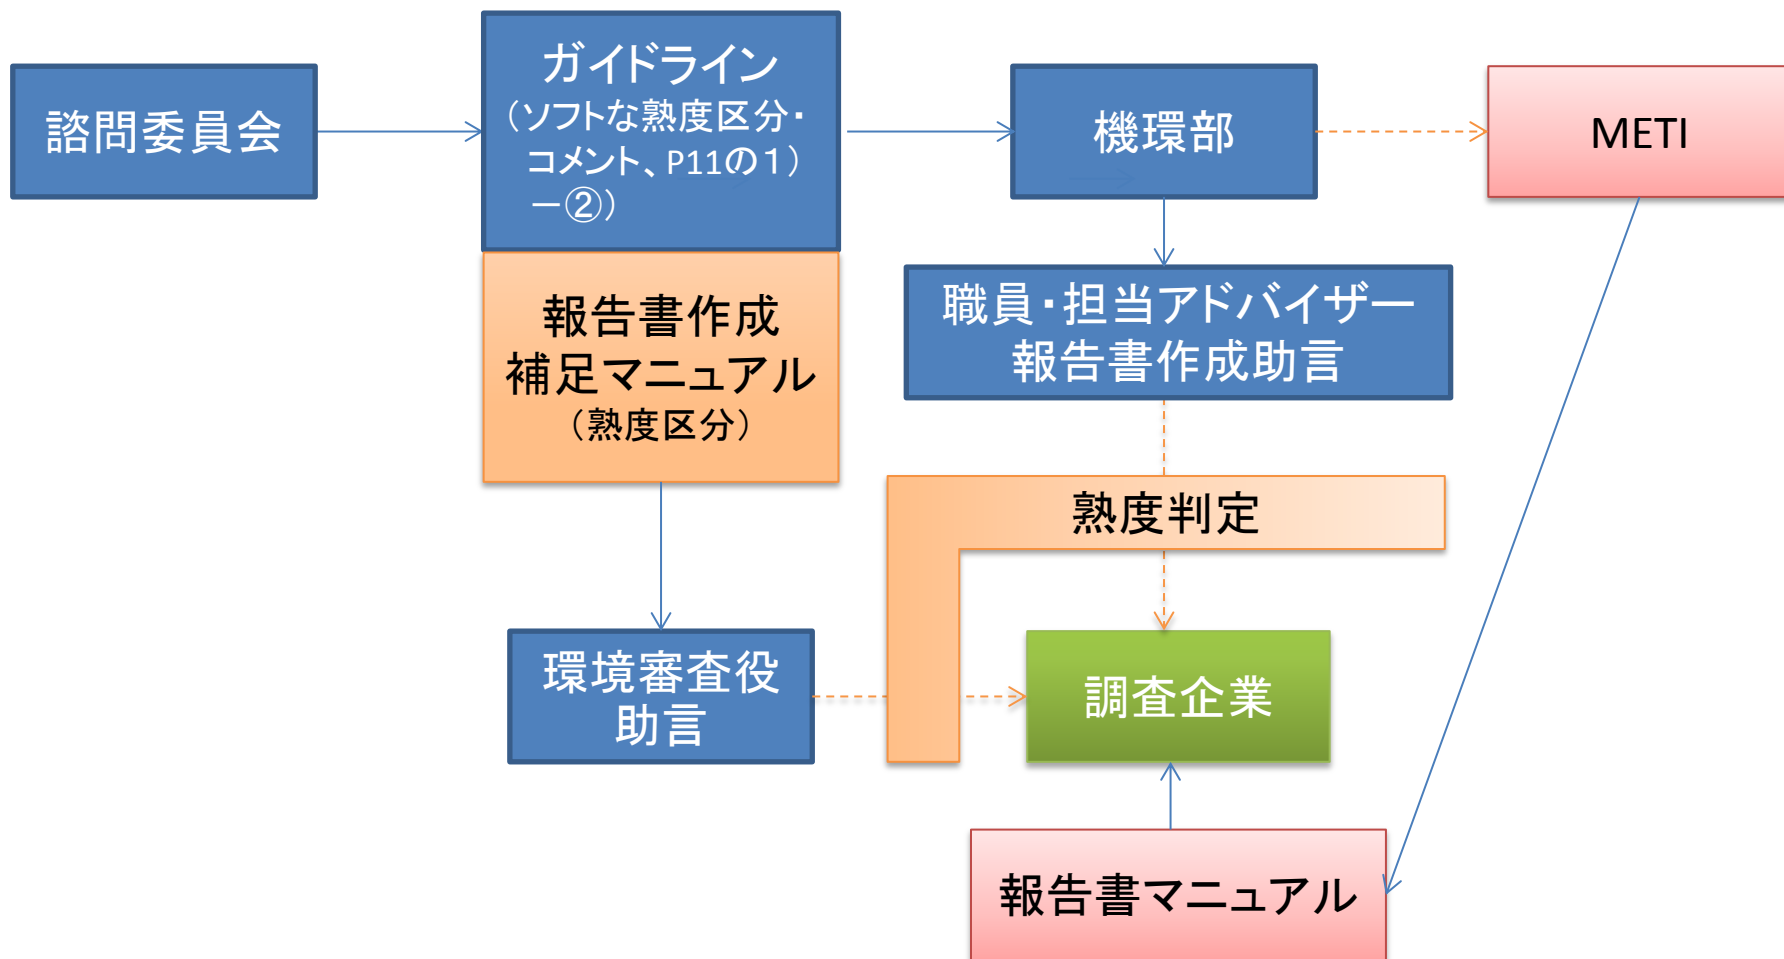 諮問委員会
ガイドライン
（ソフトな熟度区分・
コメント、P11の１）
－②）
報告書作成
補足マニュアル
（熟度区分）
機環部
METI
職員・担当アドバイザー
報告書作成助言
熟度判定
環境審査役
助言
調査企業
報告書マニュアル